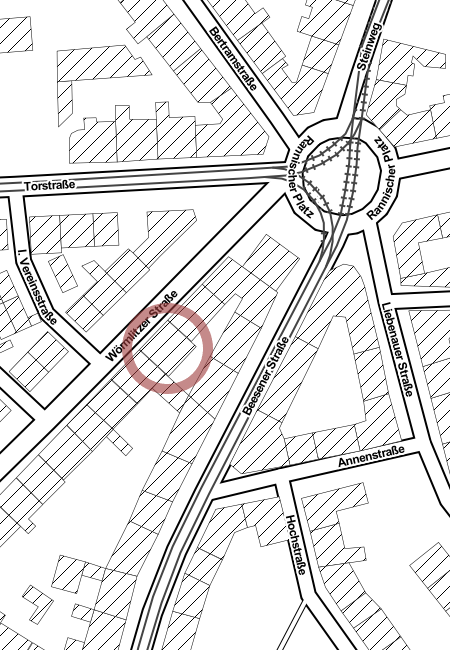 Bertramstraße
Steinweg
Rannischer Platz
Rannischer Platz
Torstraße
l. Vereinsstraße
Wörmlitzer Straße
Liebenauer Straße
Beesener Straße
Annenstraße
Hochstraße